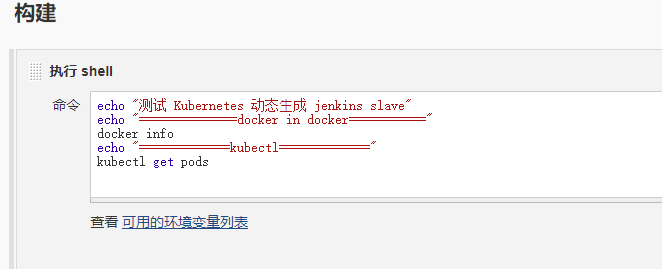 构建
执行 shell
命令
echo "测试 Kubernetes 动态生成 jenkins slave"
echo "==============docker in docker==========="
docker info
echo "=============kubectl============="
kubectl get pods
查看 可用的环境变量列表